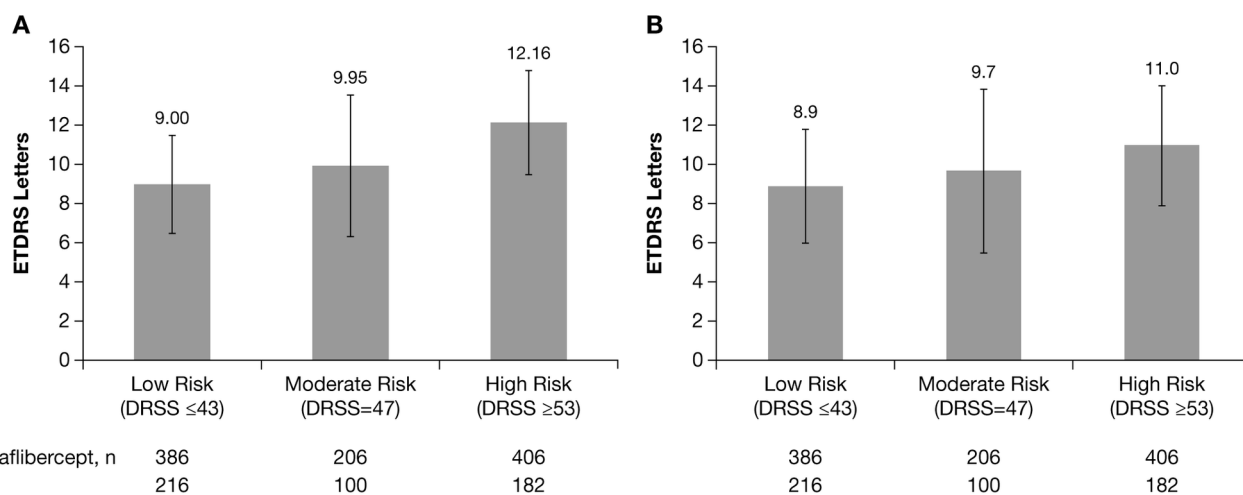 A
16
14
12
10
8
6
4
2
0
ETDRS Letters
9.00
9.95
12.16
Low Risk
(DRSS ≤43)
Moderate Risk
(DRSS=47)
High Risk
(DRSS ≥53)
aflibercept, n 386 206 406
216 100 182
B
16
14
12
10
8
6
4
2
0
ETDRS Letters
8.9
9.7
11.0
Low Risk
(DRSS ≤43)
Moderate Risk
(DRSS=47)
High Risk
(DRSS ≥53)
386 206 406
216 100 182